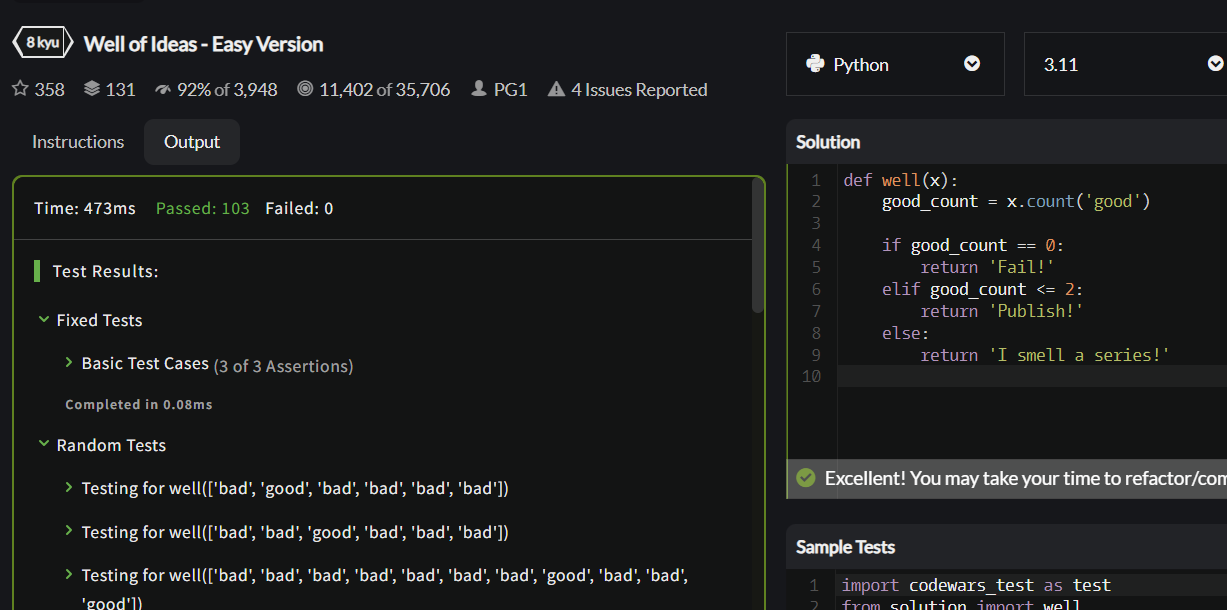 8 kyu Well of Ideas - Easy Version
358 131 92% of 3,948 11,402 of 35,706 PG1 4 Issues Reported
Instructions Output
Time: 473ms Passed: 103 Failed: 0
Test Results:
Fixed Tests
Basic Test Cases (3 of 3 Assertions)
Completed in 0.08ms
Random Tests
Testing for well(['bad', 'good', 'bad', 'bad', 'bad', 'bad'])
Testing for well(['bad', 'bad', 'good', 'bad', 'bad', 'bad'])
Testing for well(['bad', 'bad', 'bad', 'bad', 'bad', 'bad', 'bad', 'good', 'bad', 'bad',
'good'])
Python 3.11
Solution
1 def well(x):
2     good_count = x.count('good')
3
4     if good_count == 0:
5         return 'Fail!'
6     elif good_count <= 2:
7         return 'Publish!'
8     else:
9         return 'I smell a series!'
10
Excellent! You may take your time to refactor/com
Sample Tests
1 import codewars_test as test
2 from solution import well